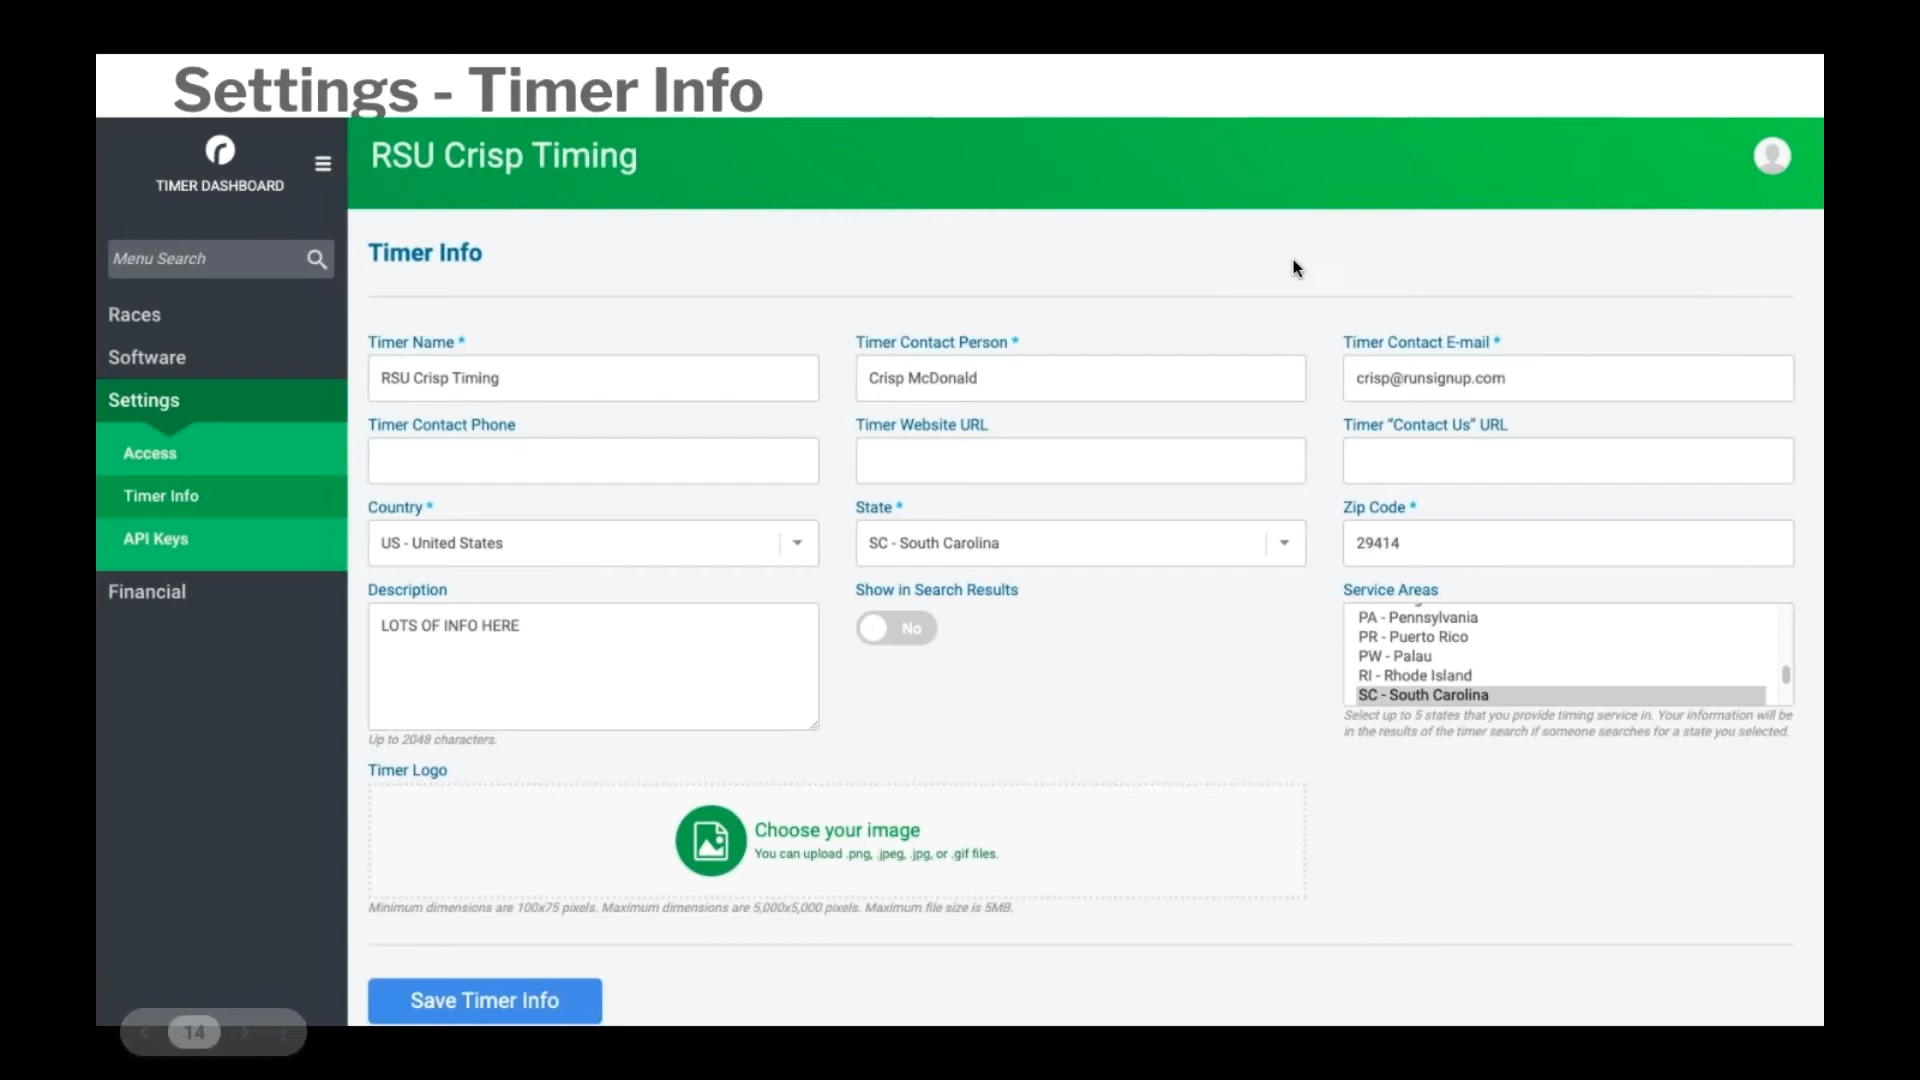 Settings - Timer Info
TIMER DASHBOARD
RSU Crisp Timing
Menu Search
Races
Software
Settings
Access
Timer Info
API Keys
Financial
Timer Info
Timer Name *
Timer Contact Person *
Timer Contact E-mail *
RSU Crisp Timing
Crisp McDonald
crisp@runsignup.com
Timer Contact Phone
Timer Website URL
Timer “Contact Us” URL
Country *
State *
Zip Code *
US - United States
SC - South Carolina
29414
Description
Show in Search Results
Service Areas
LOTS OF INFO HERE
No
PA - Pennsylvania
PR - Puerto Rico
PW - Palau
RI - Rhode Island
SC - South Carolina
Select up to 5 states that you provide timing service in. Your information will be
in the results of the timer search if someone searches for a state you selected.
Up to 2048 characters.
Timer Logo
Choose your image
You can upload .png, .jpeg, .jpg, or .gif files.
Minimum dimensions are 100x75 pixels. Maximum dimensions are 5,000x5,000 pixels. Maximum file size is 5MB.
Save Timer Info
14